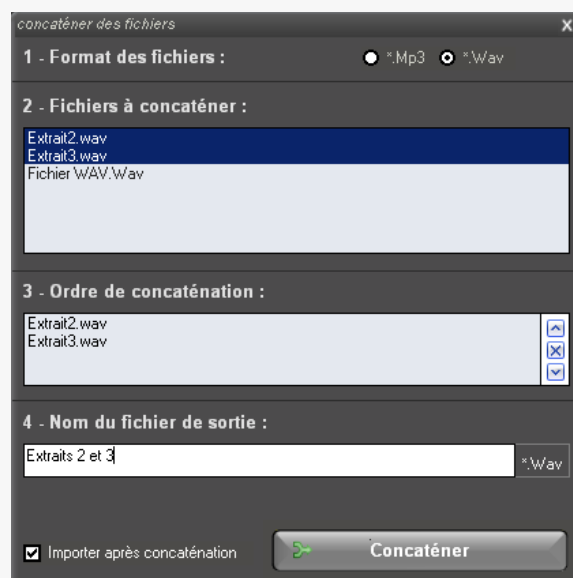 concaténer des fichiers x
1 - Format des fichiers : *.Mp3 *.Wav
2 - Fichiers à concaténer :
Extrait2.wav
Extrait3.wav
Fichier WAV.Wav
3 - Ordre de concaténation :
Extrait2.wav
Extrait3.wav
4 - Nom du fichier de sortie :
Extraits 2 et 3 *.Wav
Importer après concaténation Concaténer